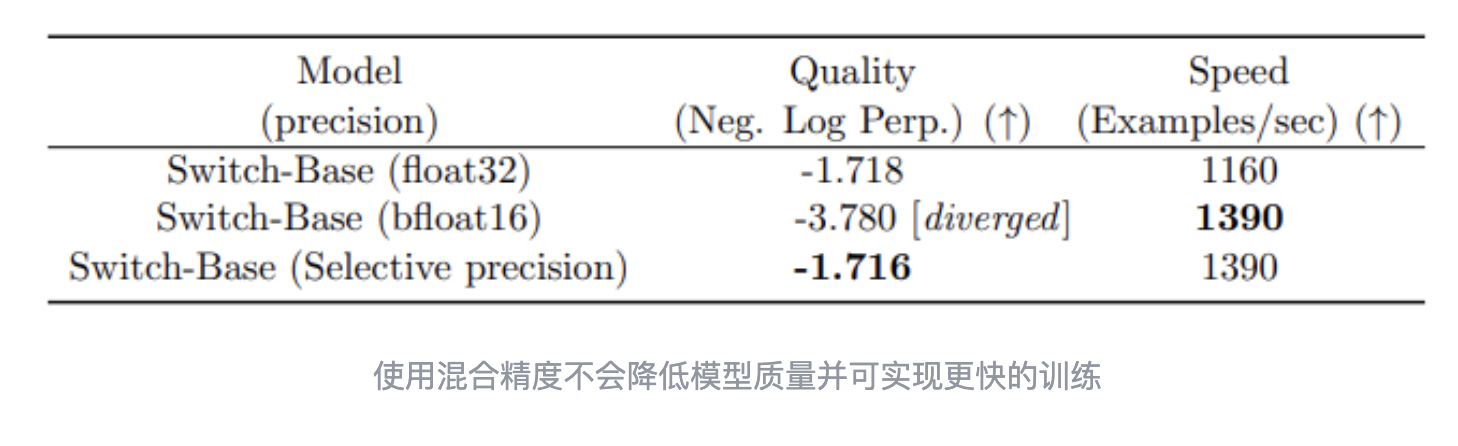 Model Quality Speed
(precision) (Neg. Log Perp.) (↑) (Examples/sec) (↑)
Switch-Base (float32) -1.718 1160
Switch-Base (bfloat16) -3.780 [diverged] 1390
Switch-Base (Selective precision) -1.716 1390
使用混合精度不会降低模型质量并可实现更快的训练